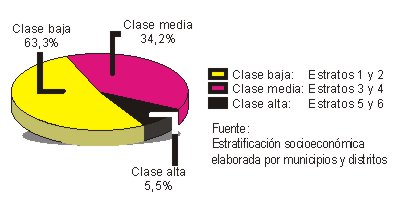 Clase baja
63,3%
Clase media
34,2%
Clase alta
5,5%
Clase baja: Estratos 1 y 2
Clase media: Estratos 3 y 4
Clase alta: Estratos 5 y 6
Fuente:
Estratificación socioeconómica
elaborada por municipios y distritos